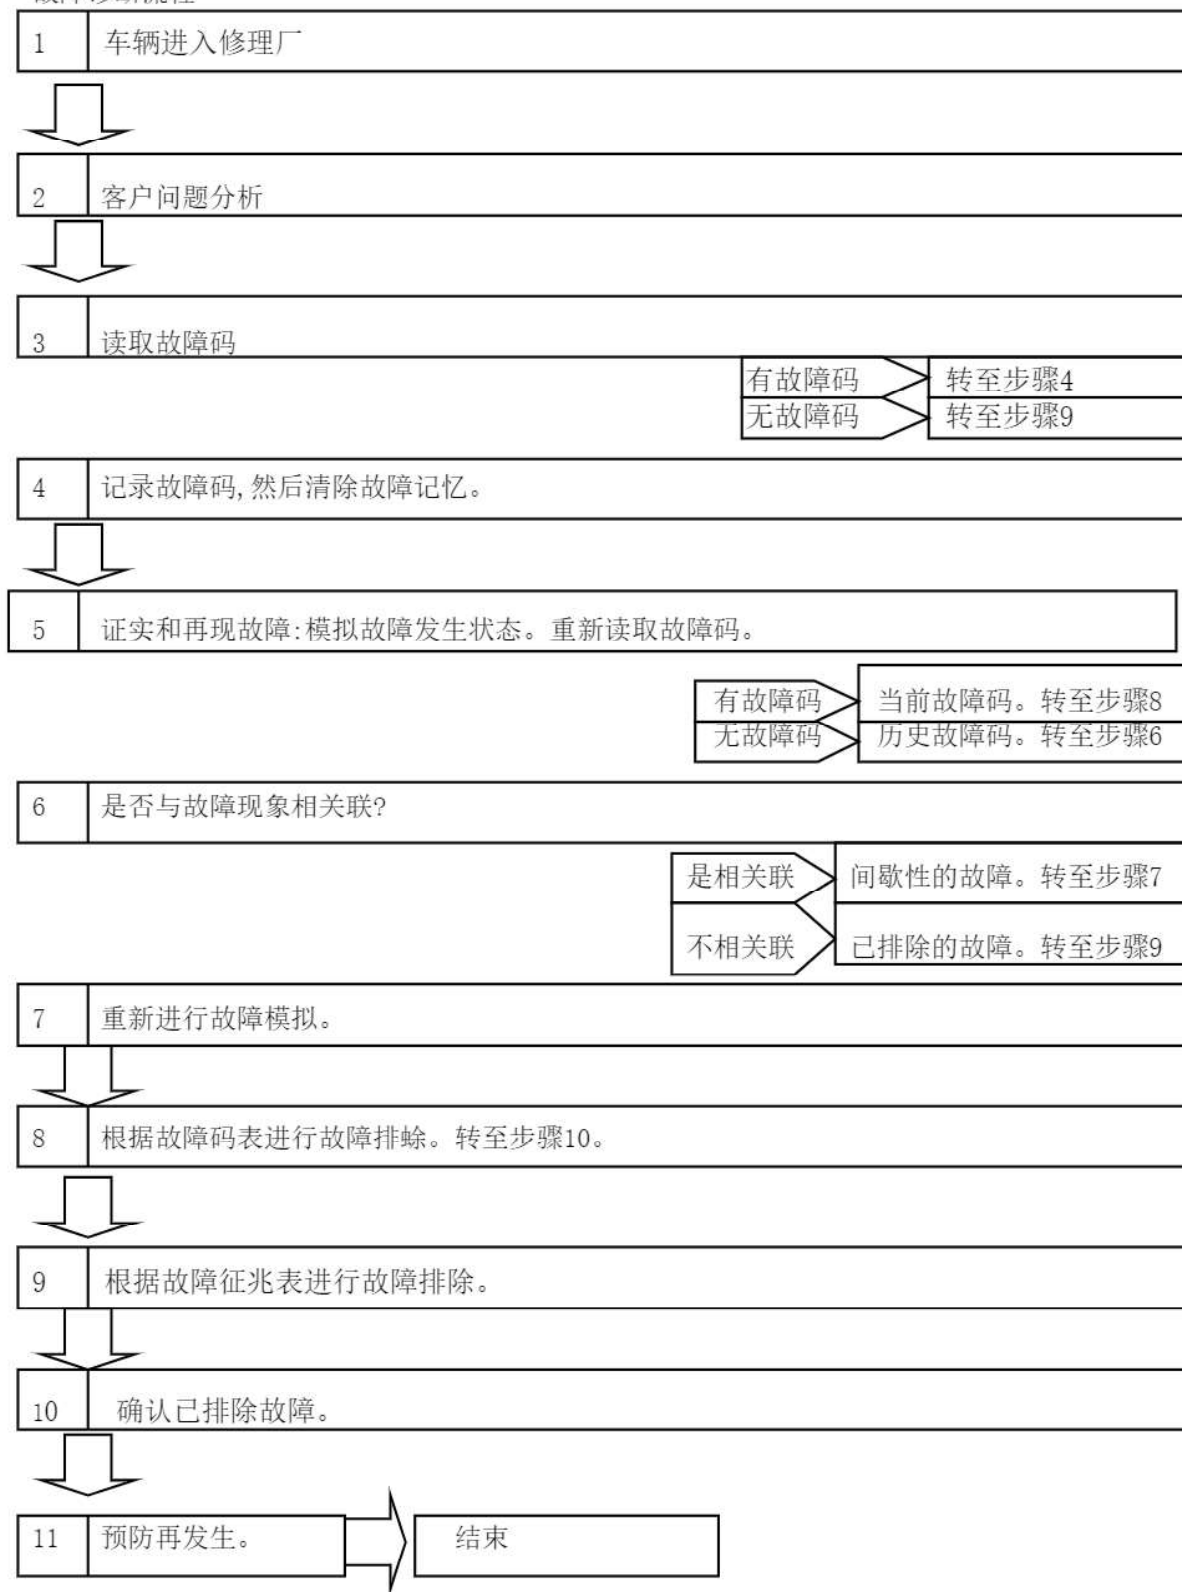 1 车辆进入修理厂
2 客户问题分析
3 读取故障码
有故障码 转至步骤4
无故障码 转至步骤9
4 记录故障码,然后清除故障记忆。
5 证实和再现故障:模拟故障发生状态。重新读取故障码。
有故障码 当前故障码。转至步骤8
无故障码 历史故障码。转至步骤6
6 是否与故障现象相关联?
是相关联 间歇性的故障。转至步骤7
不相关联 已排除的故障。转至步骤9
7 重新进行故障模拟。
8 根据故障码表进行故障排蜍。转至步骤10。
9 根据故障征兆表进行故障排除。
10 确认已排除故障。
11 预防再发生。 结束